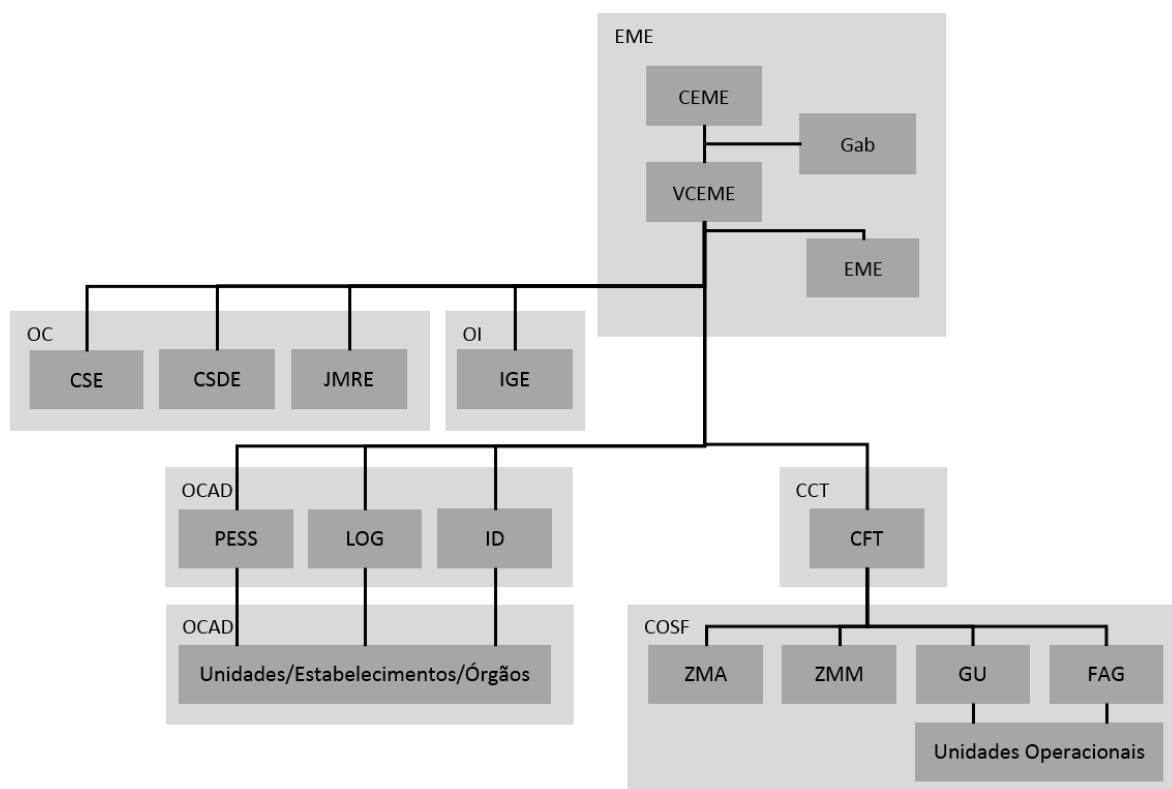 EME
CEME
Gab
VCEME
EME
OC
CSE
CSDE
JMRE
OI
IGE
OCAD
PESS
LOG
ID
CCT
CFT
OCAD
Unidades/Estabelecimentos/Órgãos
COSF
ZMA
ZMM
GU
FAG
Unidades Operacionais